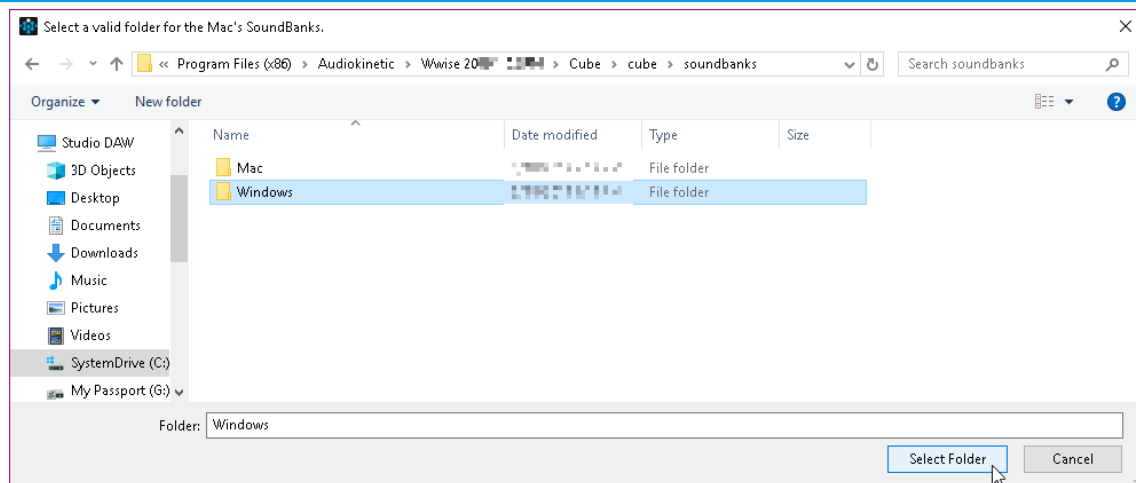 Select a valid folder for the Mac's SoundBanks.
« Program Files (x86) > Audiokinetic > Wwise 20 > Cube > cube > soundbanks
Search soundbanks
Organize
New folder
Name
Date modified
Type
Size
Studio DAW
3D Objects
Desktop
Documents
Downloads
Music
Pictures
Videos
SystemDrive (C:)
My Passport (G:)
Mac
File folder
Windows
File folder
Folder:
Windows
Select Folder
Cancel